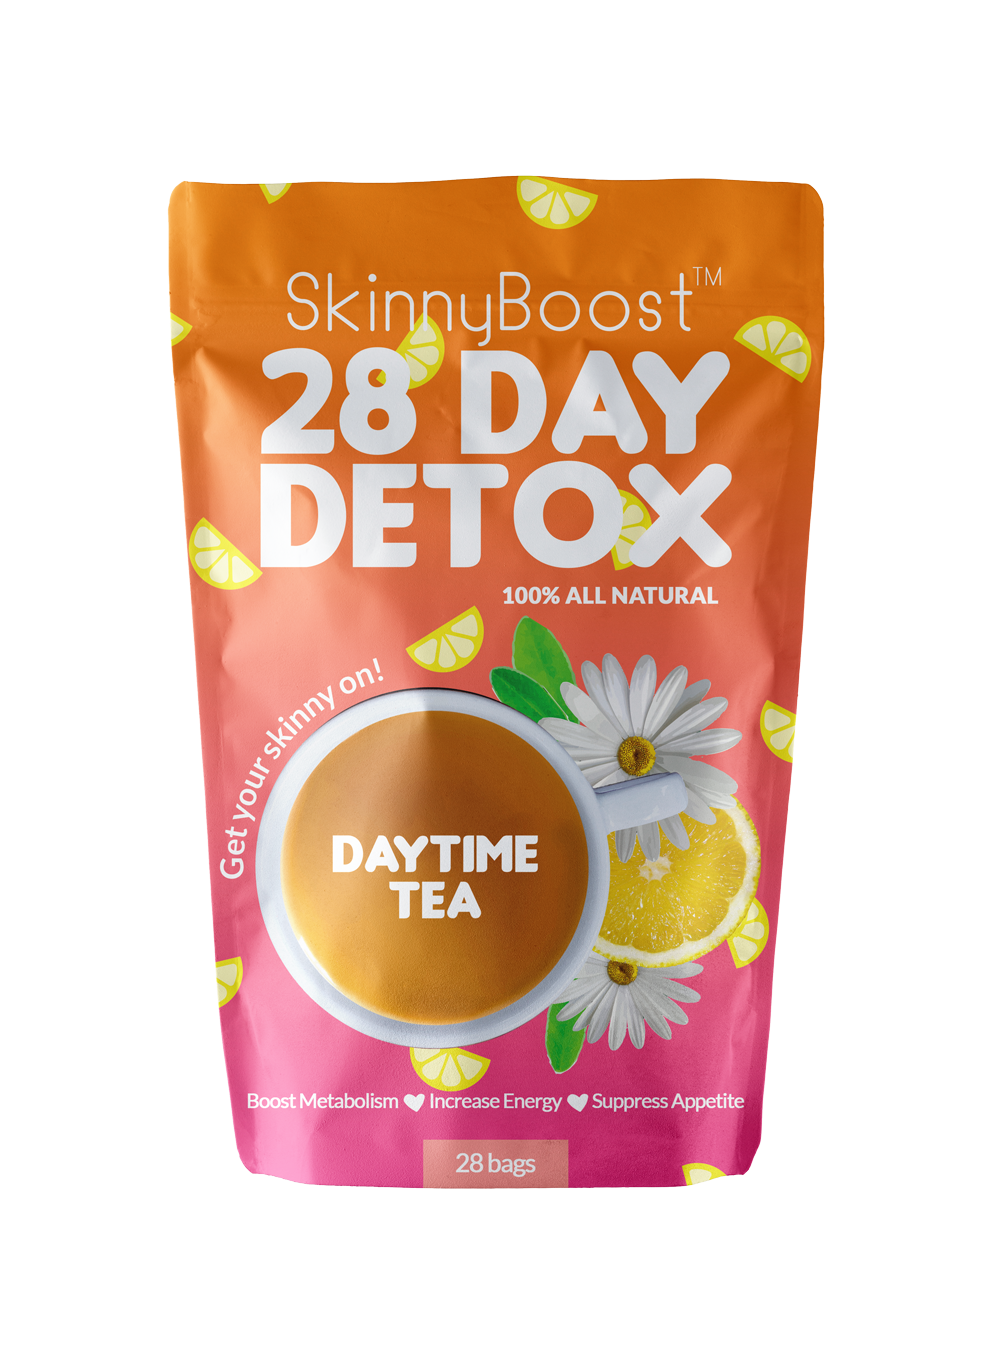 SkinnyBoost™
28 DAY
DETOX
100% ALL NATURAL
Get your skinny on!
DAYTIME
TEA
Boost Metabolism ♥ Increase Energy ♥ Suppress Appetite
28 bags